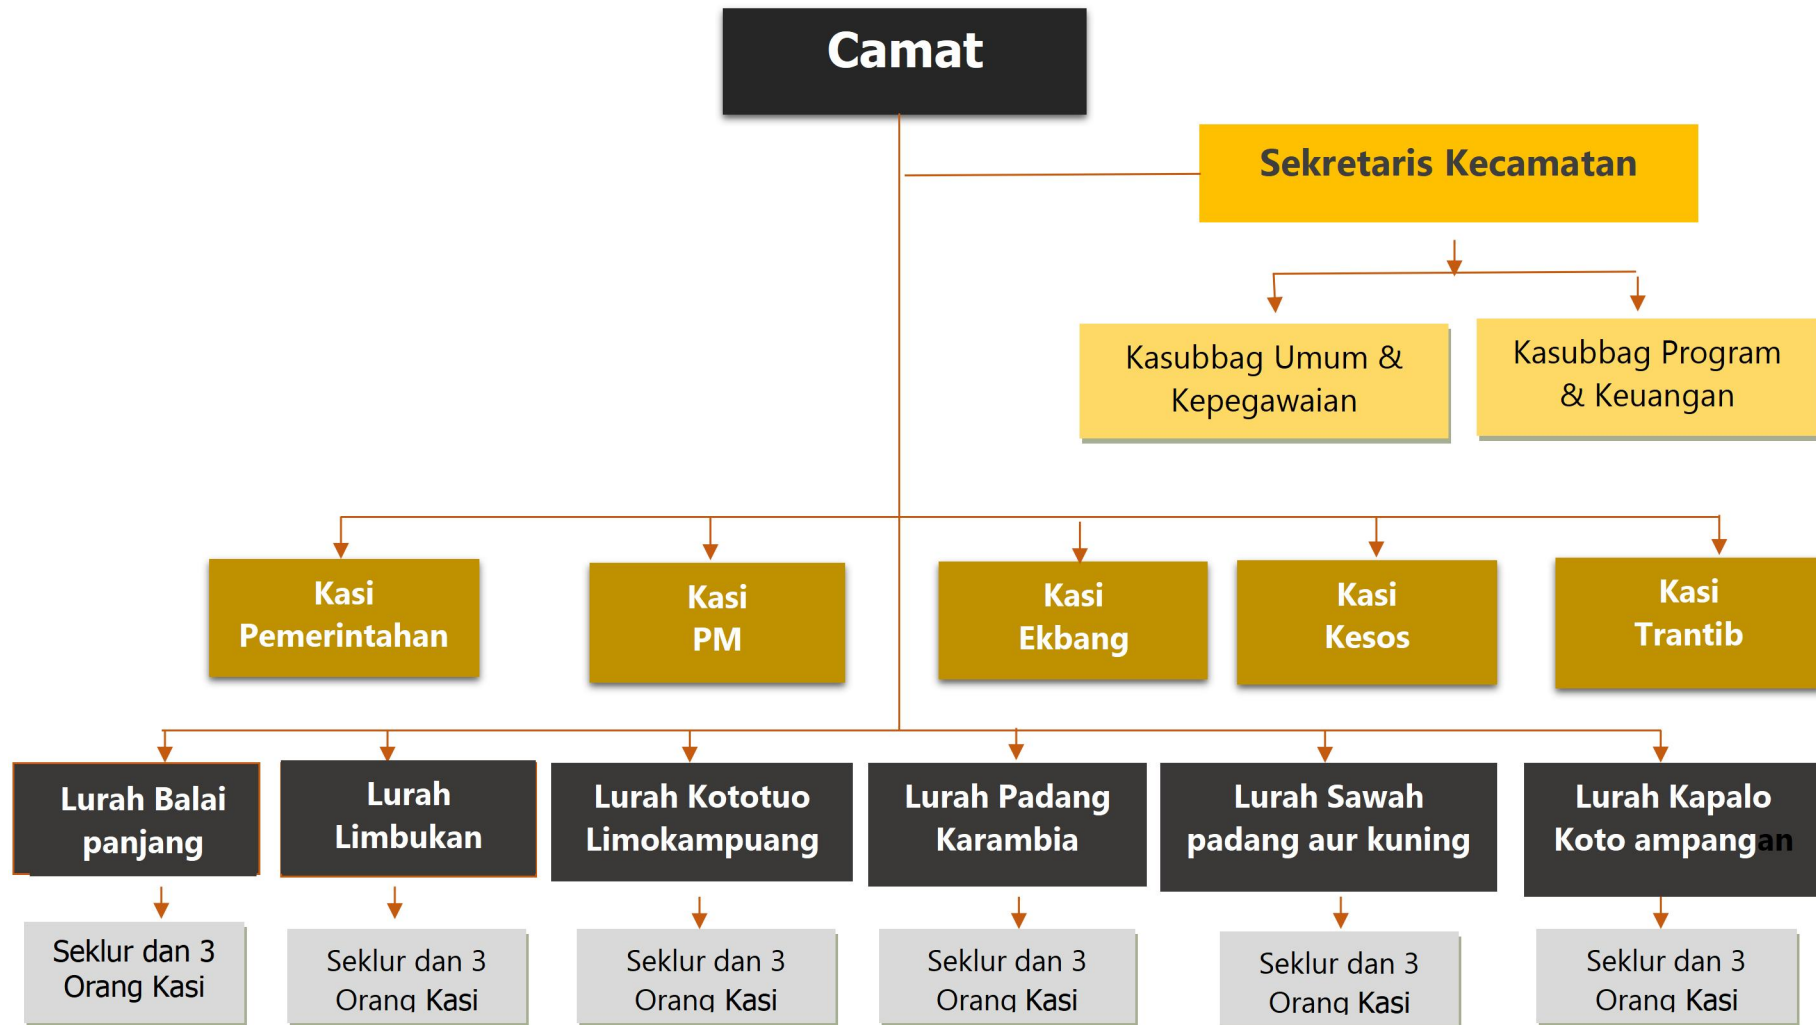 Camat
Sekretaris Kecamatan
Kasubbag Umum &
Kepegawaian
Kasubbag Program
& Keuangan
Kasi
Pemerintahan
Kasi
PM
Kasi
Ekbang
Kasi
Kesos
Kasi
Trantib
Lurah Balai
panjang
Lurah
Limbukan
Lurah Kototuo
Limokampuang
Lurah Padang
Karambia
Lurah Sawah
padang aur kuning
Lurah Kapalo
Koto ampangan
Seklur dan 3
Orang Kasi
Seklur dan 3
Orang Kasi
Seklur dan 3
Orang Kasi
Seklur dan 3
Orang Kasi
Seklur dan 3
Orang Kasi
Seklur dan 3
Orang Kasi